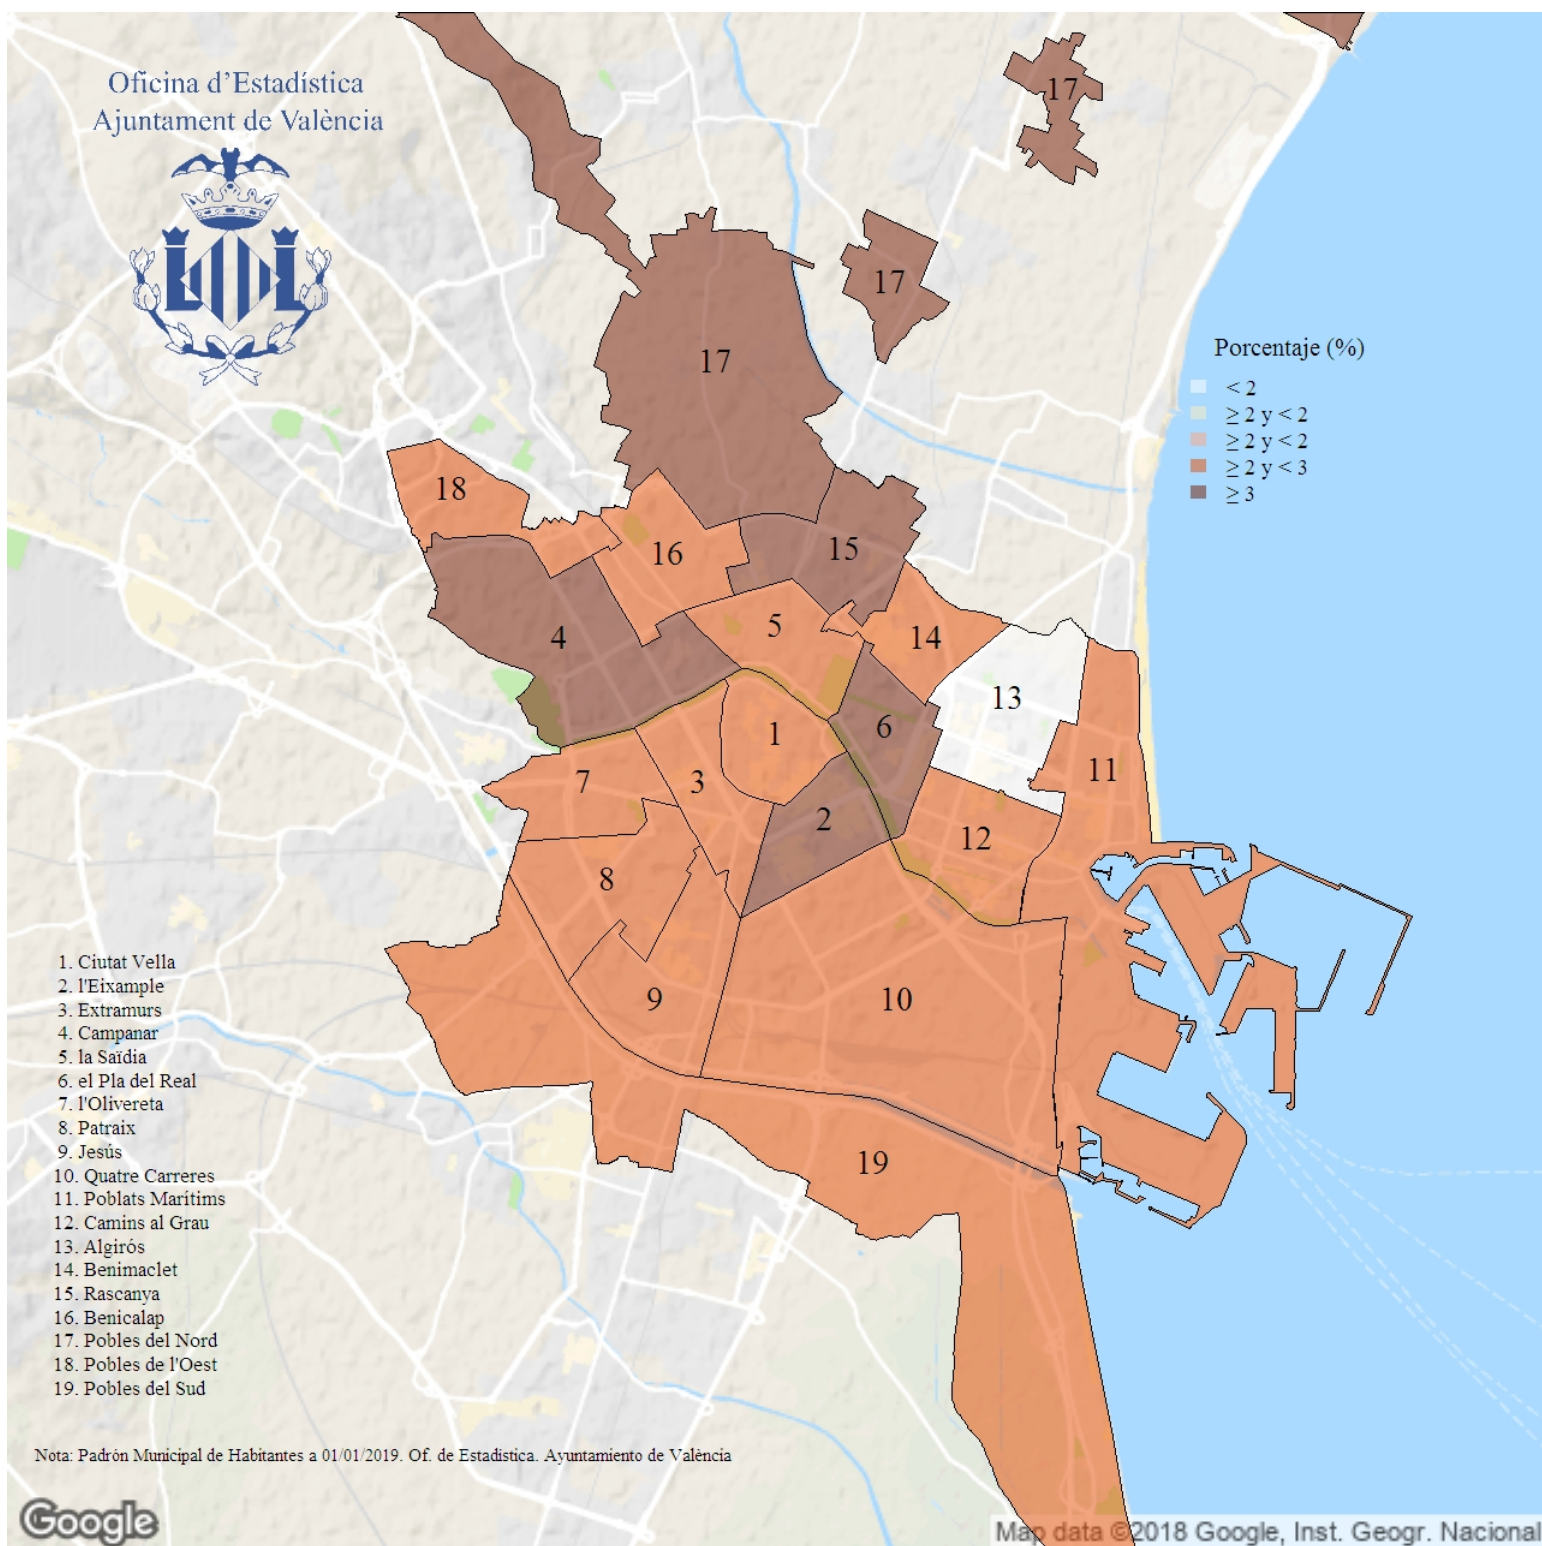 Oficina d'Estadística
Ajuntament de València
17
17
17
Porcentaje (%)
< 2
≥ 2 y < 2
≥ 2 y < 2
≥ 2 y < 3
≥ 3
18
16
15
4
5
14
13
6
1
7
3
11
2
12
8
9
10
19
1. Ciutat Vella
2. l'Eixample
3. Extramurs
4. Campanar
5. la Saïdia
6. el Pla del Real
7. l'Olivereta
8. Patraix
9. Jesús
10. Quatre Carreres
11. Poblats Marítims
12. Camins al Grau
13. Algirós
14. Benimaclet
15. Rascanya
16. Benicalap
17. Pobles del Nord
18. Pobles de l'Oest
19. Pobles del Sud
Nota: Padrón Municipal de Habitantes a 01/01/2019. Of. de Estadística. Ayuntamiento de València
Google
Map data ©2018 Google, Inst. Geogr. Nacional